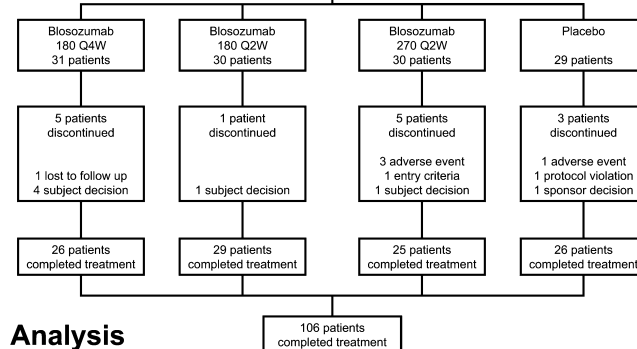 Blosozumab
180 Q4W
31 patients
Blosozumab
180 Q2W
30 patients
Blosozumab
270 Q2W
30 patients
Placebo
29 patients
5 patients
discontinued
1 lost to follow up
4 subject decision
1 patient
discontinued
1 subject decision
5 patients
discontinued
3 adverse event
1 entry criteria
1 subject decision
3 patients
discontinued
1 adverse event
1 protocol violation
1 sponsor decision
26 patients
completed treatment
29 patients
completed treatment
25 patients
completed treatment
26 patients
completed treatment
Analysis
106 patients
completed treatment